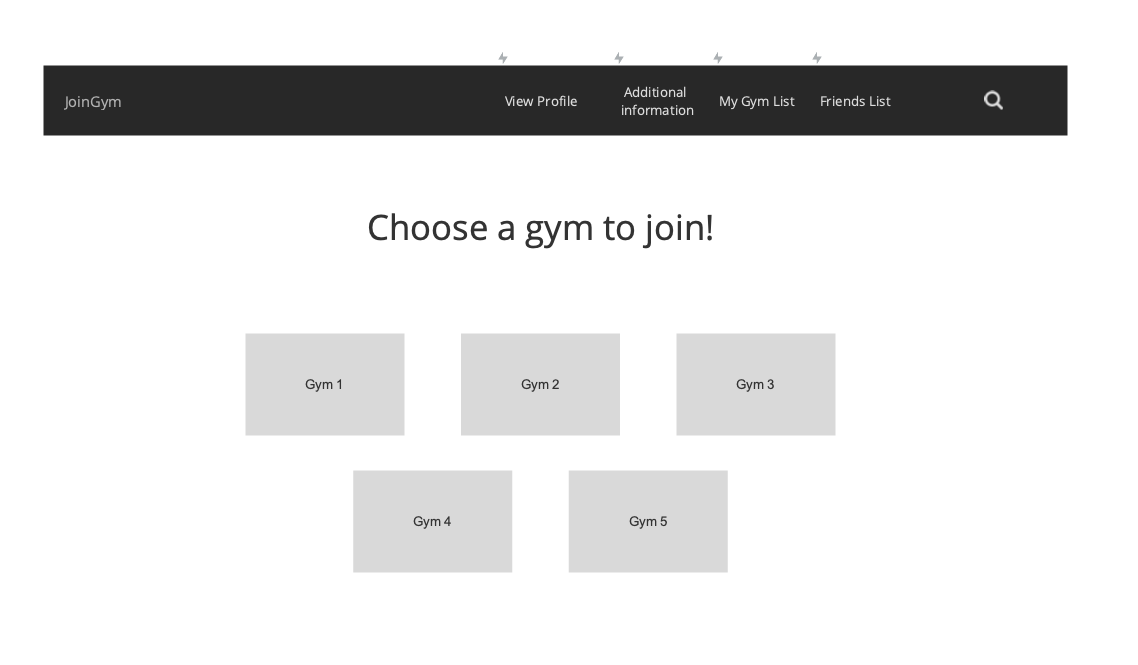 JoinGym
View Profile
Additional
information
My Gym List
Friends List
Choose a gym to join!
Gym 1
Gym 2
Gym 3
Gym 4
Gym 5